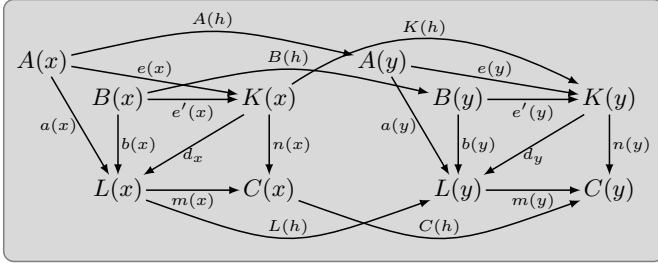 A(h) K(h)
A(x) e(x) B(h) A(y) e(y)
B(x) e′(x) K(x) B(y) e′(y) K(y)
a(x) b(x) d_x n(x) a(y) b(y) d_y n(y)
L(x) m(x) C(x) L(y) m(y) C(y)
L(h) C(h)